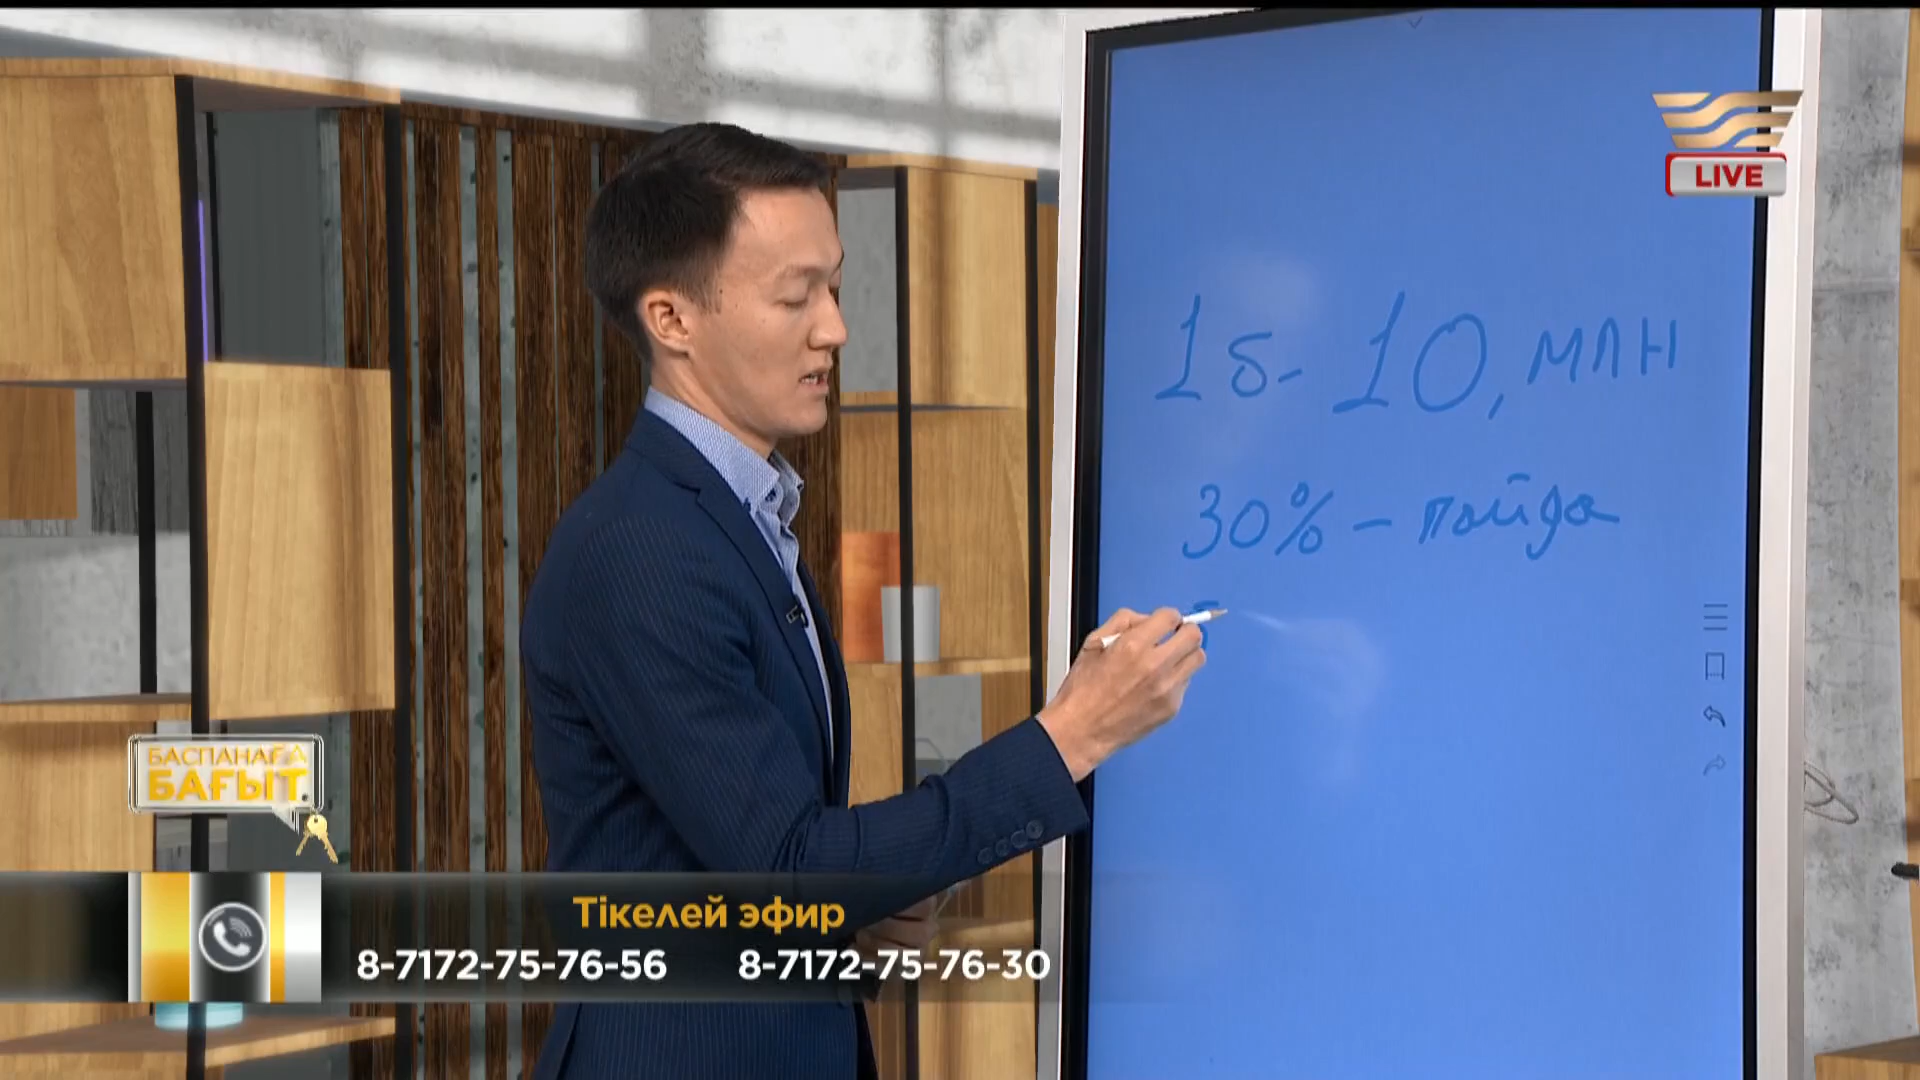 LIVE
1 б- 10, млн
30% - пайда
БАСПАНАҒА
БАҒЫТ
Тікелей эфир
8-7172-75-76-56 8-7172-75-76-30